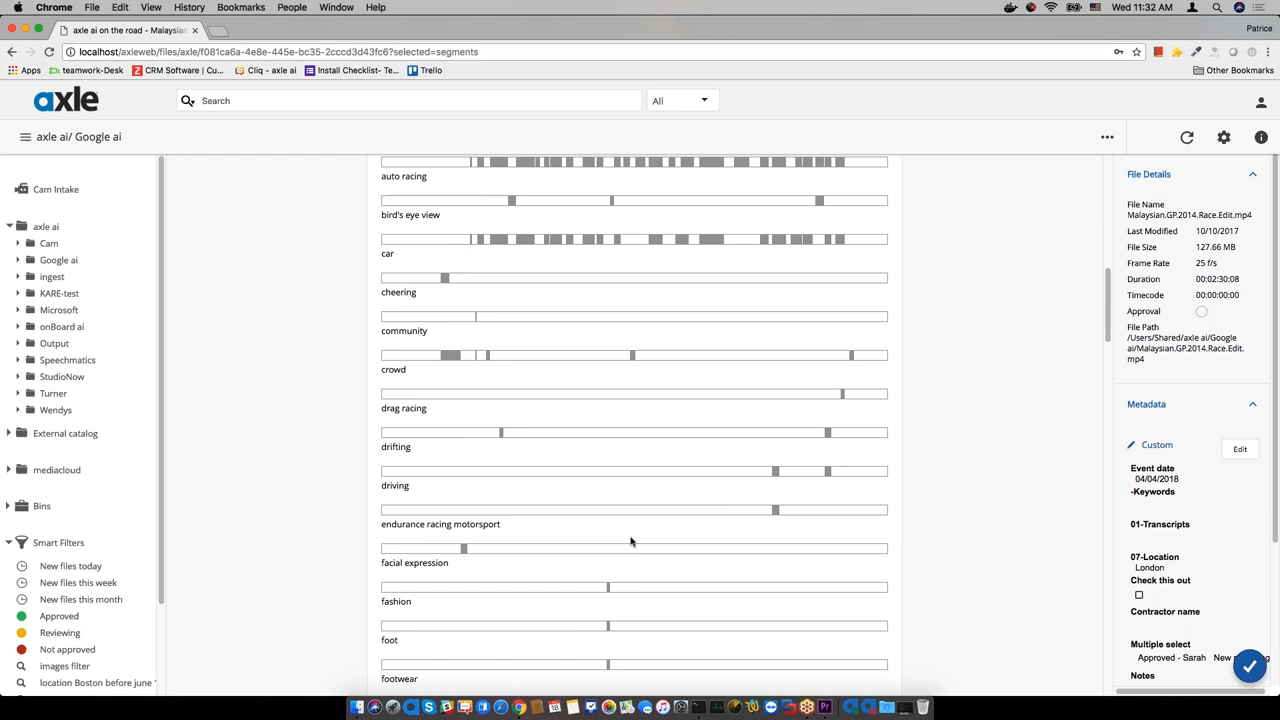 Chrome File Edit View History Bookmarks People Window Help Wed 11:32 AM
axle ai on the road - Malaysian. Patrice
localhost/axleweb/files/axle/f081ca6a-4e8e-445e-bc35-2cccd3d43fc6?selected=segments
Apps teamwork-Desk CRM Software | Cu... Cliq - axle ai Install Checklist- Te... Trello Other Bookmarks
axle Search All
axle ai/ Google ai
Cam Intake
axle ai
Cam
Google ai
ingest
KARE-test
Microsoft
onBoard ai
Output
Speechmatics
StudioNow
Turner
Wendys
External catalog
mediacloud
Bins
Smart Filters
New files today
New files this week
New files this month
Approved
Reviewing
Not approved
images filter
location Boston before june '
auto racing
bird's eye view
car
cheering
community
crowd
drag racing
drifting
driving
endurance racing motorsport
facial expression
fashion
foot
footwear
File Details
File Name
Malaysian.GP.2014.Race.Edit.mp4
Last Modified 10/10/2017
File Size 127.66 MB
Frame Rate 25 f/s
Duration 00:02:30:08
Timecode 00:00:00:00
Approval
File Path
/Users/Shared/axle ai/Google
ai/Malaysian.GP.2014.Race.Edit.
mp4
Metadata
Custom Edit
Event date
04/04/2018
-Keywords
01-Transcripts
07-Location
London
Check this out
Contractor name
Multiple select
Approved - Sarah New
Notes